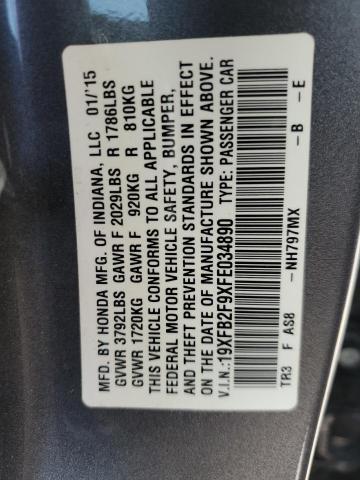 MFD. BY HONDA MFG. OF INDIANA, LLC 01/'15
GVWR 3792LBS GAWR F 2029LBS R 1786LBS
GVWR 1720KG GAWR F 920KG R 810KG
THIS VEHICLE CONFORMS TO ALL APPLICABLE
FEDERAL MOTOR VEHICLE SAFETY, BUMPER,
AND THEFT PREVENTION STANDARDS IN EFFECT
ON THE DATE OF MANUFACTURE SHOWN ABOVE.
V.I.N.:19XFB2F9XFE034890 TYPE: PASSENGER CAR
TR3 F AS8 -NH797MX -B -E